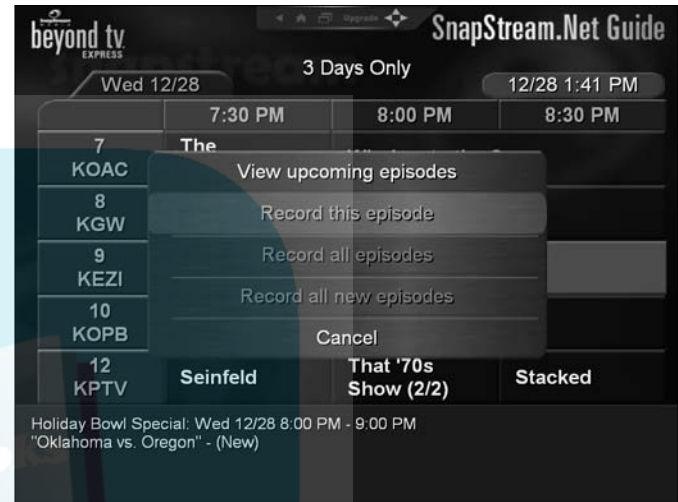 beyond tv
EXPRESS
Upgrade
SnapStream.Net Guide
3 Days Only
Wed 12/28
12/28 1:41 PM
7:30 PM 8:00 PM 8:30 PM
7
KOAC
The
View upcoming episodes
8
KGW
Record this episode
9
KEZI
Record all episodes
Record all new episodes
10
KOPB
Cancel
12
KPTV
Seinfeld
That '70s
Show (2/2)
Stacked
Holiday Bowl Special: Wed 12/28 8:00 PM - 9:00 PM
"Oklahoma vs. Oregon" - (New)